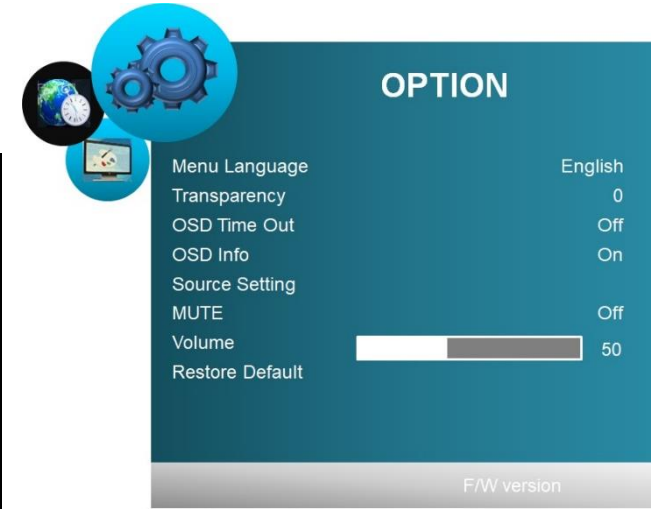 OPTION
Menu Language English
Transparency 0
OSD Time Out Off
OSD Info On
Source Setting
MUTE Off
Volume 50
Restore Default
F/W version